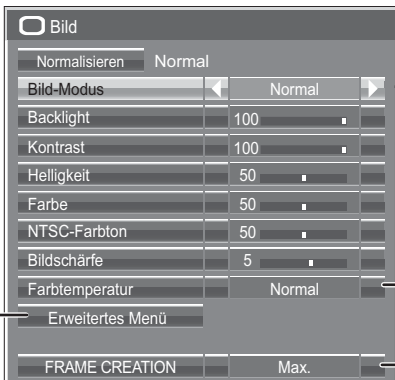 Bild
Normalisieren Normal
Bild-Modus Normal
Backlight 100
Kontrast 100
Helligkeit 50
Farbe 50
NTSC-Farbton 50
Bildschärfe 5
Farbtemperatur Normal
Erweitertes Menü
FRAME CREATION Max.